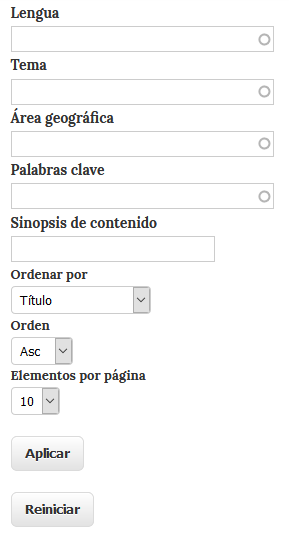 Lengua
Tema
Área geográfica
Palabras clave
Sinopsis de contenido
Ordenar por
Título
Orden
Asc
Elementos por página
10
Aplicar
Reiniciar